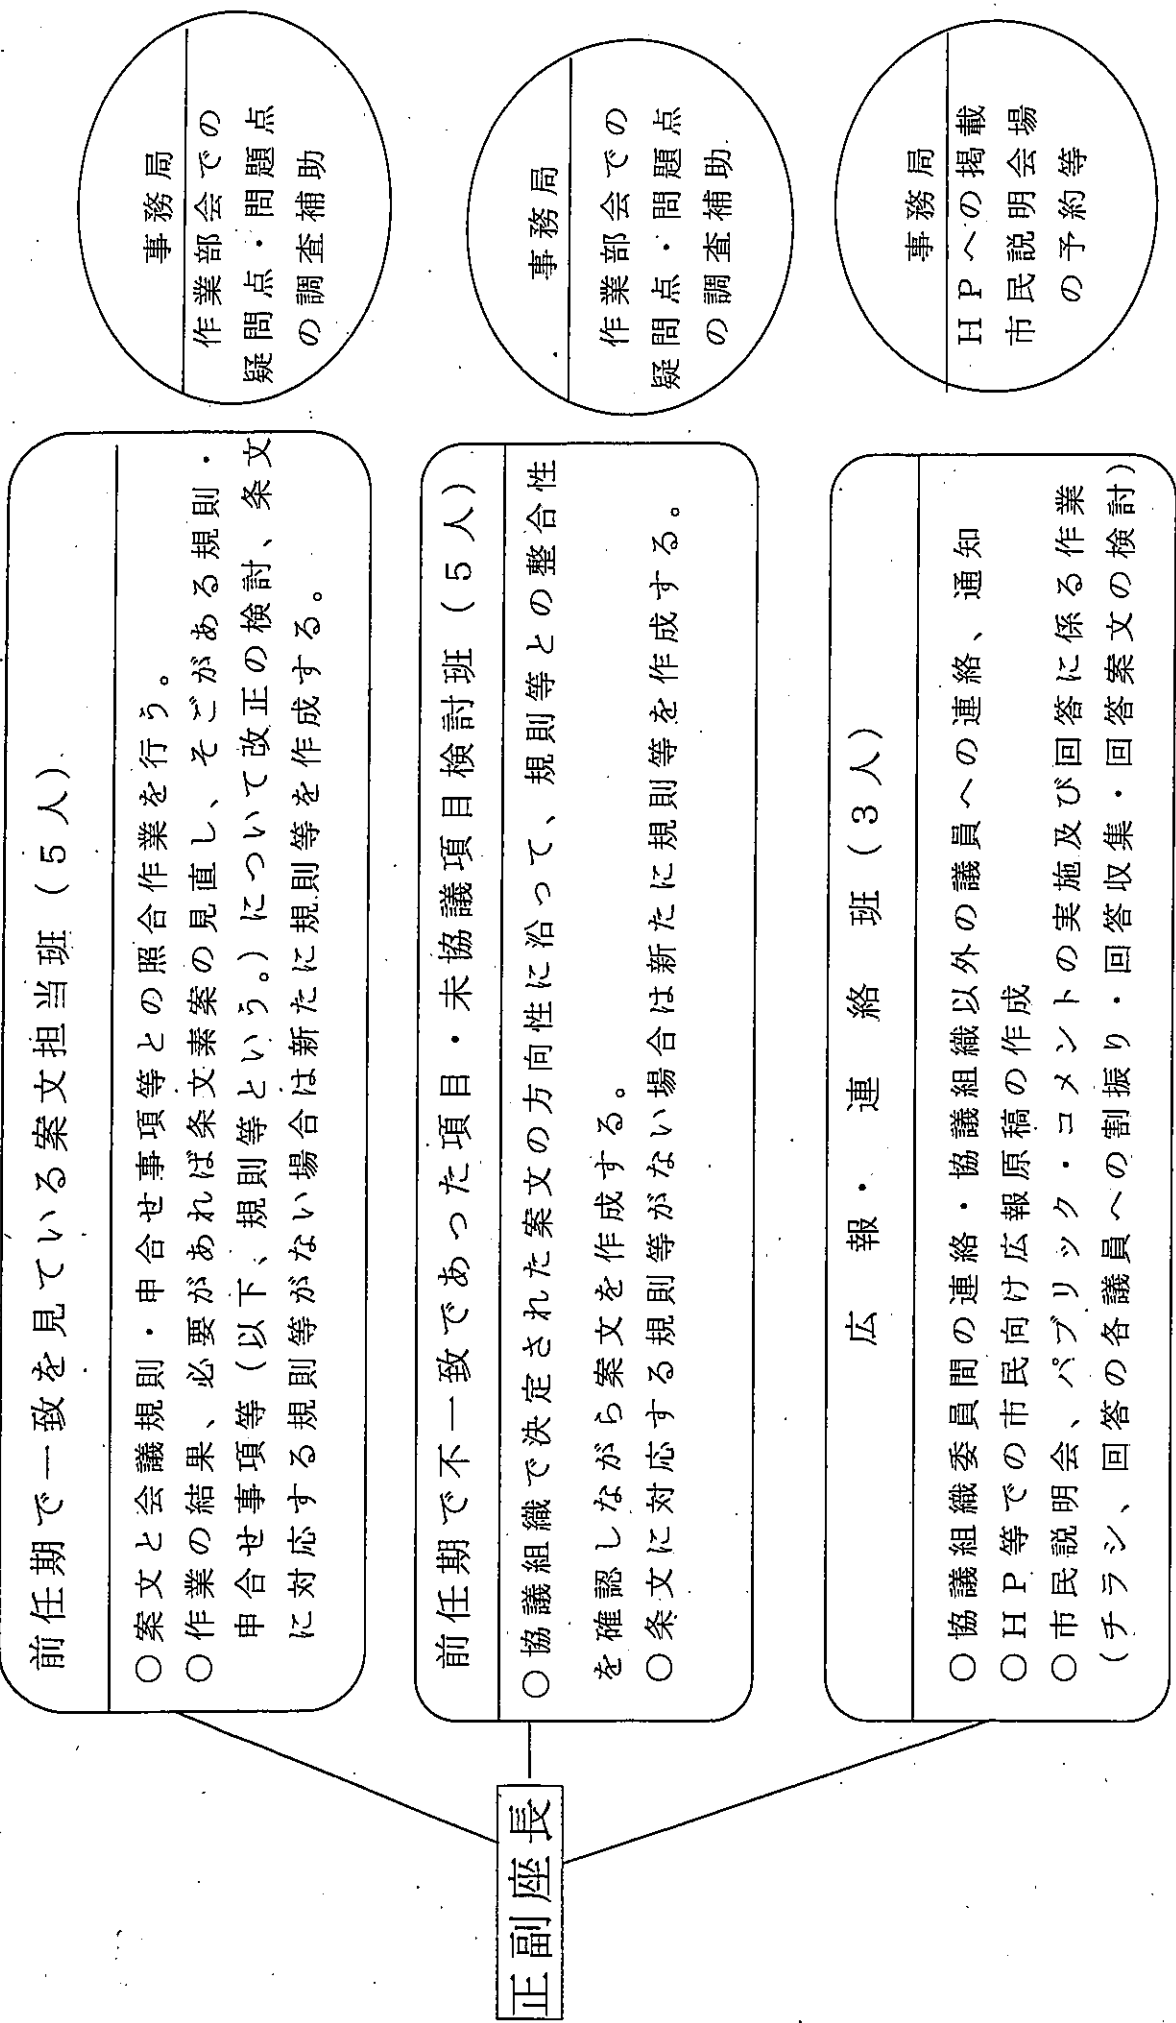 正副座長
前任期で一致を見ている案文担当班（5人）
○案文と会議規則・申合せ事項等との照合作業を行う。
○作業の結果、必要があれば条文素案の見直し、そごがある規則・
申合せ事項等（以下、規則等という。）について改正の検討、条文
に対応する規則等がない場合は新たに規則等を作成する。
事務局
作業部会での
疑問点・問題点
の調査補助
前任期で不一致であった項目・未協議項目検討班（5人）
○協議組織で決定された案文の方向性に沿って、規則等との整合性
を確認しながら案文を作成する。
○条文に対応する規則等がない場合は新たに規則等を作成する。
事務局
作業部会での
疑問点・問題点
の調査補助
広報・連絡班（3人）
○協議組織委員間の連絡・協議組織以外の議員への連絡、通知
○HP等での市民向け広報原稿の作成
○市民説明会、パブリック・コメントの実施及び回答に係る作業
（チラシ、回答の各議員への割振り・回答収集・回答案文の検討）
事務局
HPへの掲載
市民説明会場
の予約等